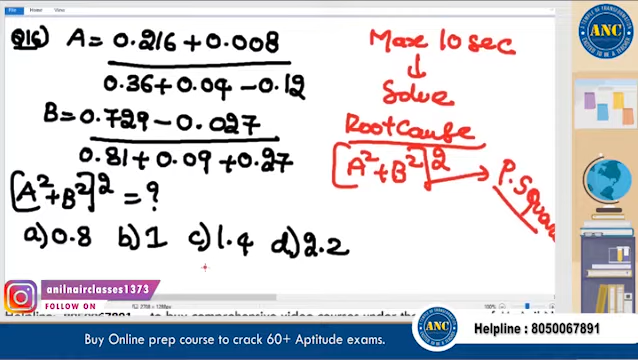 Q16) A = 0.216 + 0.008
0.36 + 0.04 - 0.12
B = 0.729 - 0.027
0.81 + 0.09 + 0.27
[A²+B²]² = ?
a) 0.8 b) 1 c) 1.4 d) 2.2
Max 10 sec
↓
Solve
Root Cause
[A²+B²]² → P. Square
ANC
anilnairclasses1373
FOLLOW ON
Buy Online prep course to crack 60+ Aptitude exams.
ANC
Helpline : 8050067891